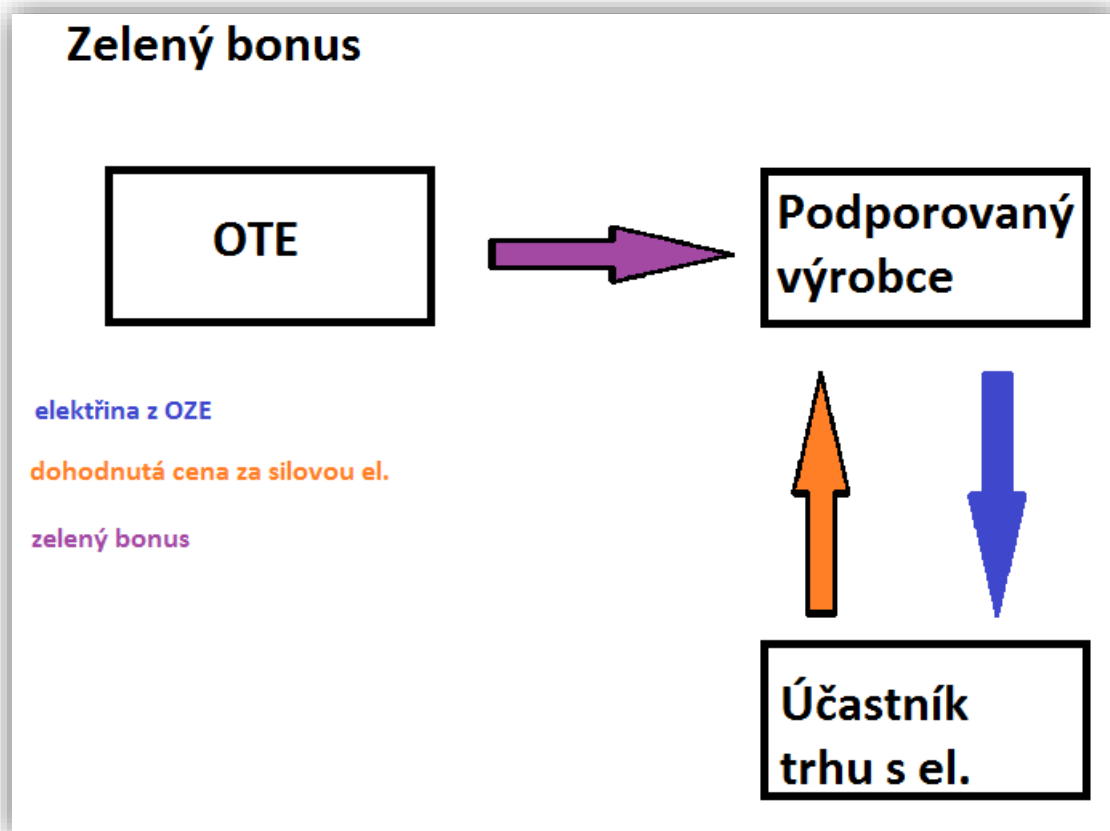 Zelený bonus
OTE
Podporovaný
výrobce
elektřina z OZE
dohodnutá cena za silovou el.
zelený bonus
Účastník
trhu s el.